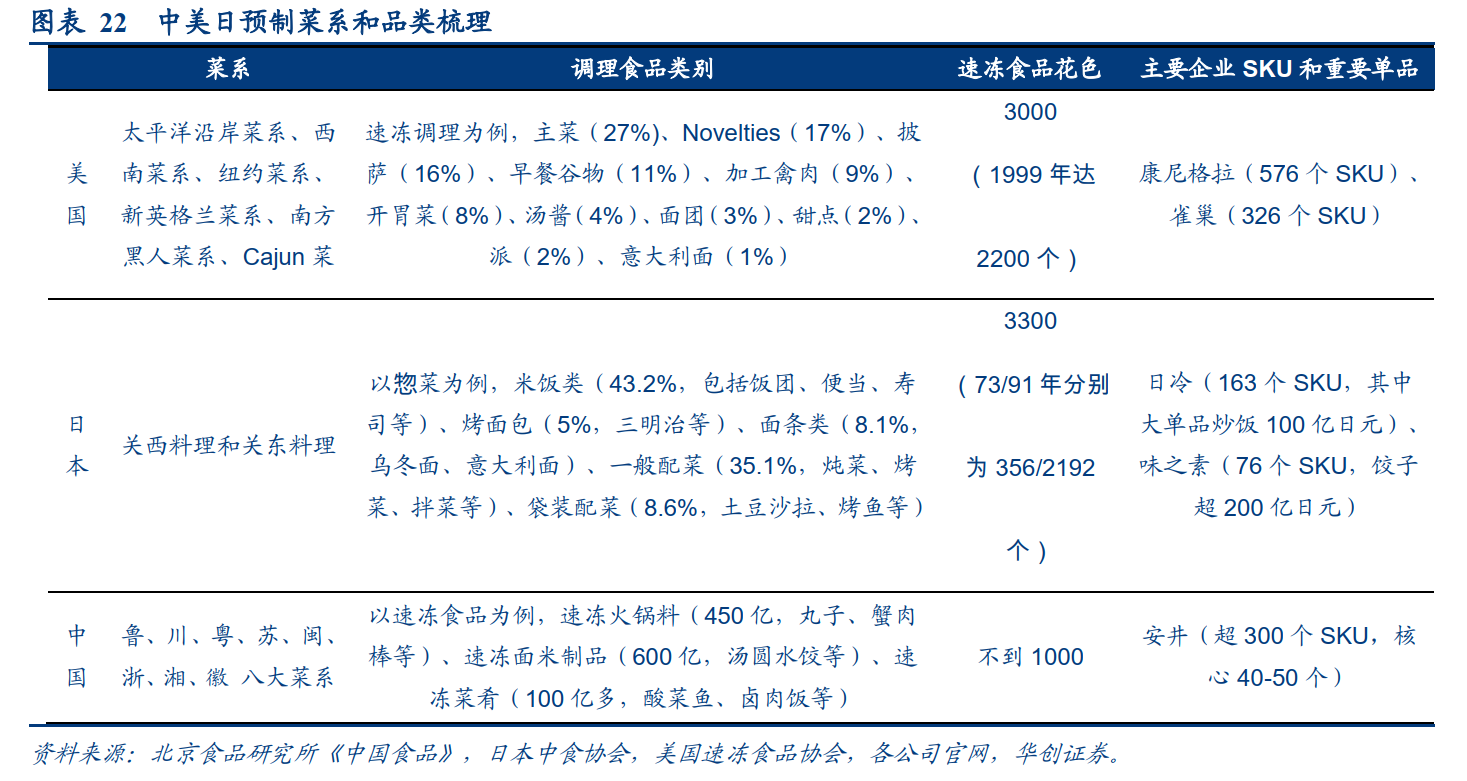 图表 22 中美日预制菜系和品类梳理
菜系 调理食品类别 速冻食品花色 主要企业 SKU 和重要单品
美国
太平洋沿岸菜系、西
南菜系、纽约菜系、
新英格兰菜系、南方
黑人菜系、Cajun 菜
速冻调理为例，主菜（27%)、Novelties（17%）、披
萨（16%）、早餐谷物（11%）、加工禽肉（9%）、
开胃菜（8%）、汤酱（4%）、面团（3%）、甜点（2%）、
派（2%）、意大利面（1%）
3000
（1999 年达
2200 个）
康尼格拉（576 个 SKU）、
雀巢（326 个 SKU）
日本
关西料理和关东料理
以惣菜为例，米饭类（43.2%，包括饭团、便当、寿
司等）、烤面包（5%，三明治等）、面条类（8.1%，
乌冬面、意大利面）、一般配菜（35.1%，炖菜、烤
菜、拌菜等）、袋装配菜（8.6%，土豆沙拉、烤鱼等）
3300
（73/91 年分别
为 356/2192
个）
日冷（163 个 SKU，其中
大单品炒饭 100 亿日元）、
味之素（76 个 SKU，饺子
超 200 亿日元）
中国
鲁、川、粤、苏、闽、
浙、湘、徽 八大菜系
以速冻食品为例，速冻火锅料（450 亿，丸子、蟹肉
棒等）、速冻面米制品（600 亿，汤圆水饺等）、速
冻菜肴（100 亿多，酸菜鱼、卤肉饭等）
不到 1000
安井（超 300 个 SKU，核
心 40-50 个）
资料来源：北京食品研究所《中国食品》，日本中食协会，美国速冻食品协会，各公司官网，华创证券。